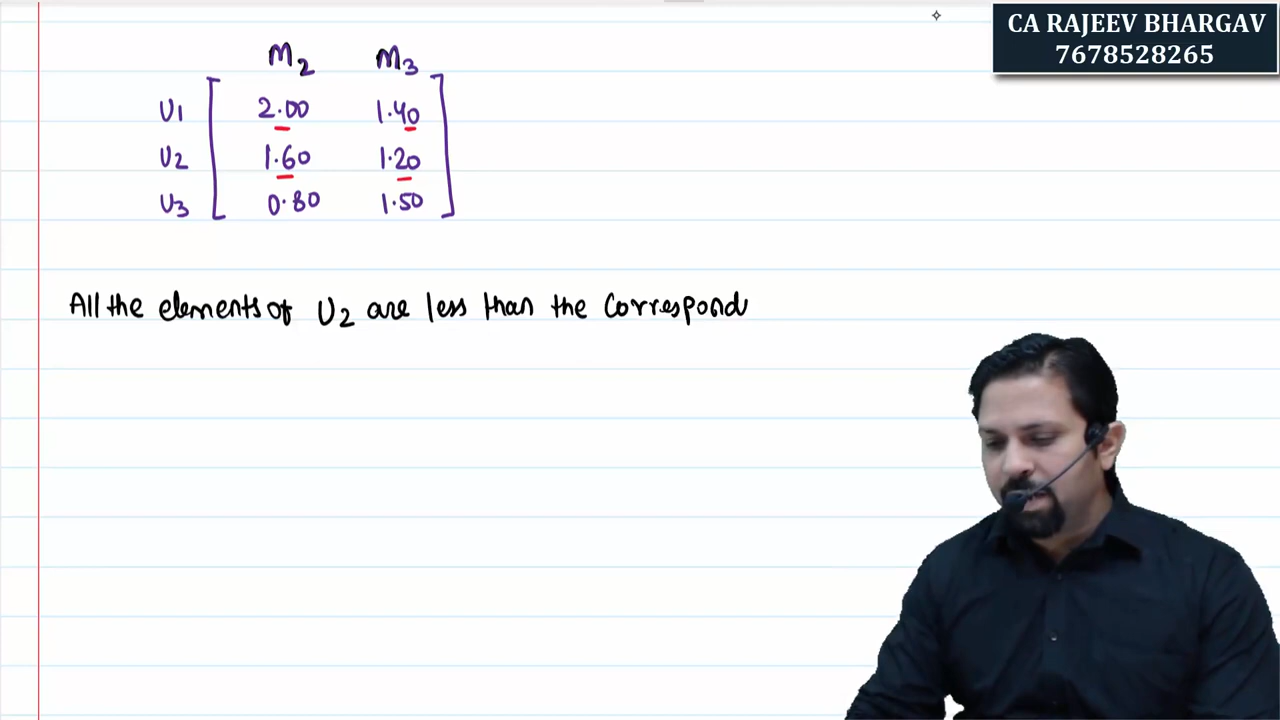 CA RAJEEV BHARGAV
7678528265
M2 M3
U1 2.00 1.40
U2 1.60 1.20
U3 0.80 1.50
All the elements of U2 are less than the correspond